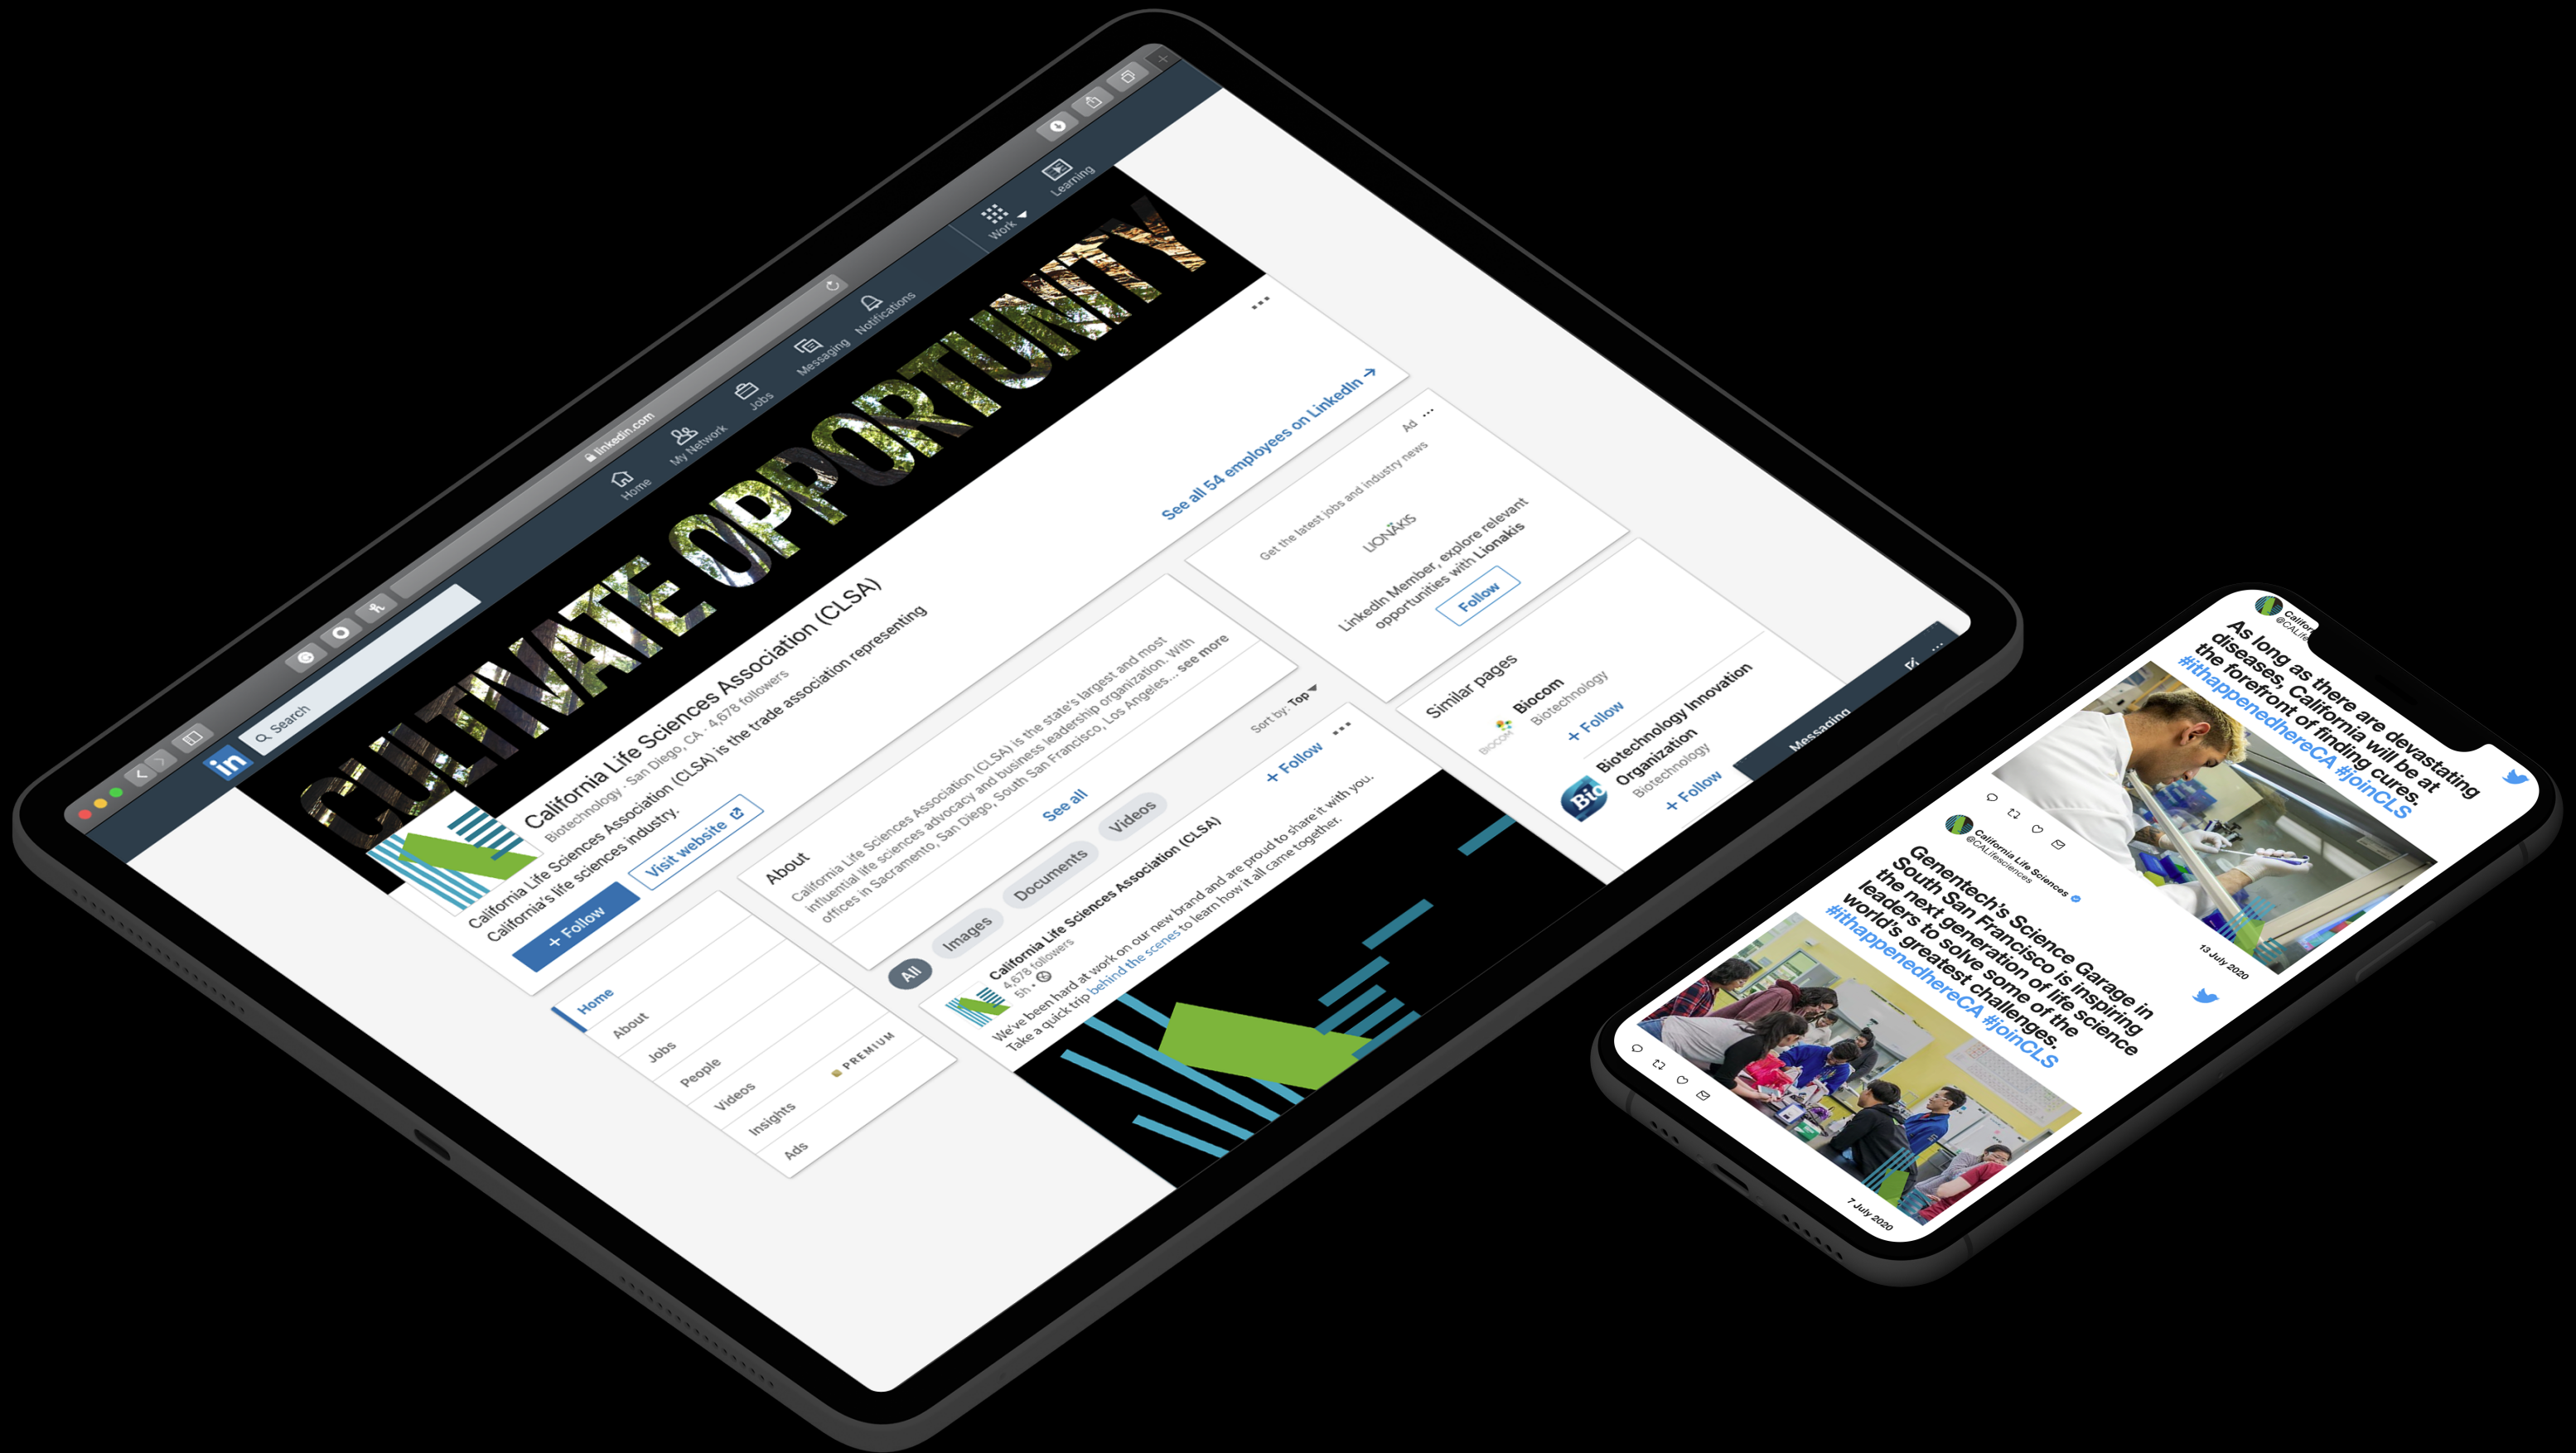 linkedin.com
in
Search
Home
My Network
Jobs
Messaging
Notifications
Work
Learning
CULTIVATE OPPORTUNITY
California Life Sciences Association (CLSA)
Biotechnology · San Diego, CA · 4,678 followers
California Life Sciences Association (CLSA) is the trade association representing
California's life sciences industry.
+ Follow
Visit website
See all 54 employees on LinkedIn →
Home
About
Jobs
People
Videos
Insights
PREMIUM
Ads
About
California Life Sciences Association (CLSA) is the state's largest and most
influential life sciences advocacy and business leadership organization. With
offices in Sacramento, San Diego, South San Francisco, Los Angeles... see more
See all
All
Images
Documents
Videos
Sort by: Top
California Life Sciences Association (CLSA)
4,678 followers
5h •
+ Follow
We've been hard at work on our new brand and are proud to share it with you.
Take a quick trip behind the scenes to learn how it all came together.
Ad
Get the latest jobs and industry news
LIONAKIS
LinkedIn Member, explore relevant
opportunities with Lionakis
Follow
Similar pages
BIOCOM
Biocom
Biotechnology
+ Follow
Bio
Biotechnology Innovation
Organization
Biotechnology
+ Follow
Messaging
Califor
@CALife
As long as there are devastating
diseases, California will be at
the forefront of finding cures.
#ithappenedhereCA #joinCLS
13 July 2020
California Life Sciences
@CALifesciences
Genentech's Science Garage in
South San Francisco is inspiring
the next generation of life science
leaders to solve some of the
world's greatest challenges.
#ithappenedhereCA #joinCLS
7 July 2020